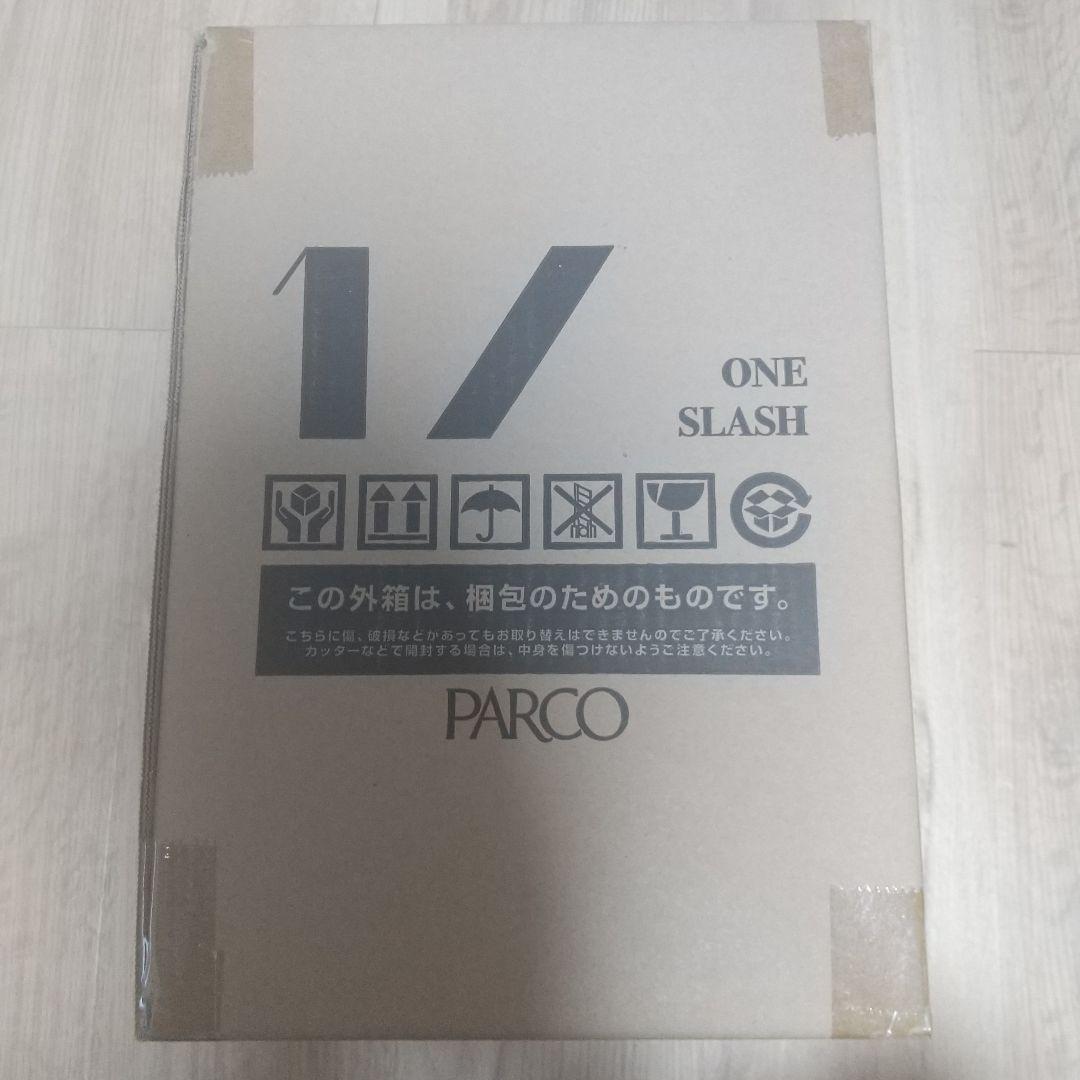 1/
ONE
SLASH
この外箱は、梱包のためのものです。
こちらに傷、破損などがあってもお取り替えはできませんのでご了承ください。
カッターなどで開封する場合は、中身を傷つけないようご注意ください。
PARCO